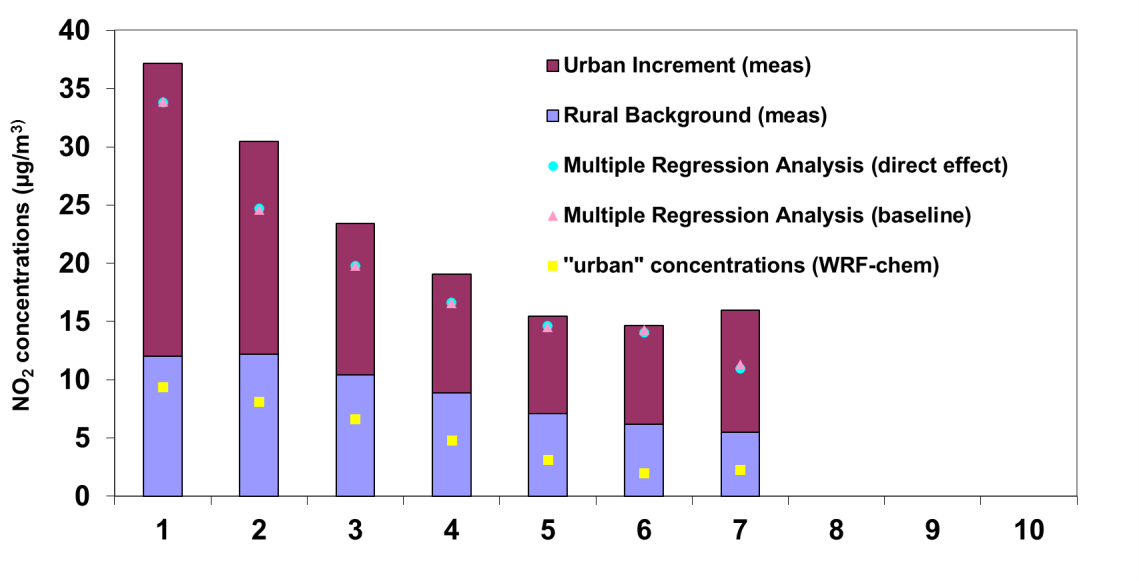 40
35
30
25
20
15
10
5
0
NO2 concentrations (µg/m3)
Urban Increment (meas)
Rural Background (meas)
Multiple Regression Analysis (direct effect)
Multiple Regression Analysis (baseline)
"urban" concentrations (WRF-chem)
1 2 3 4 5 6 7 8 9 10